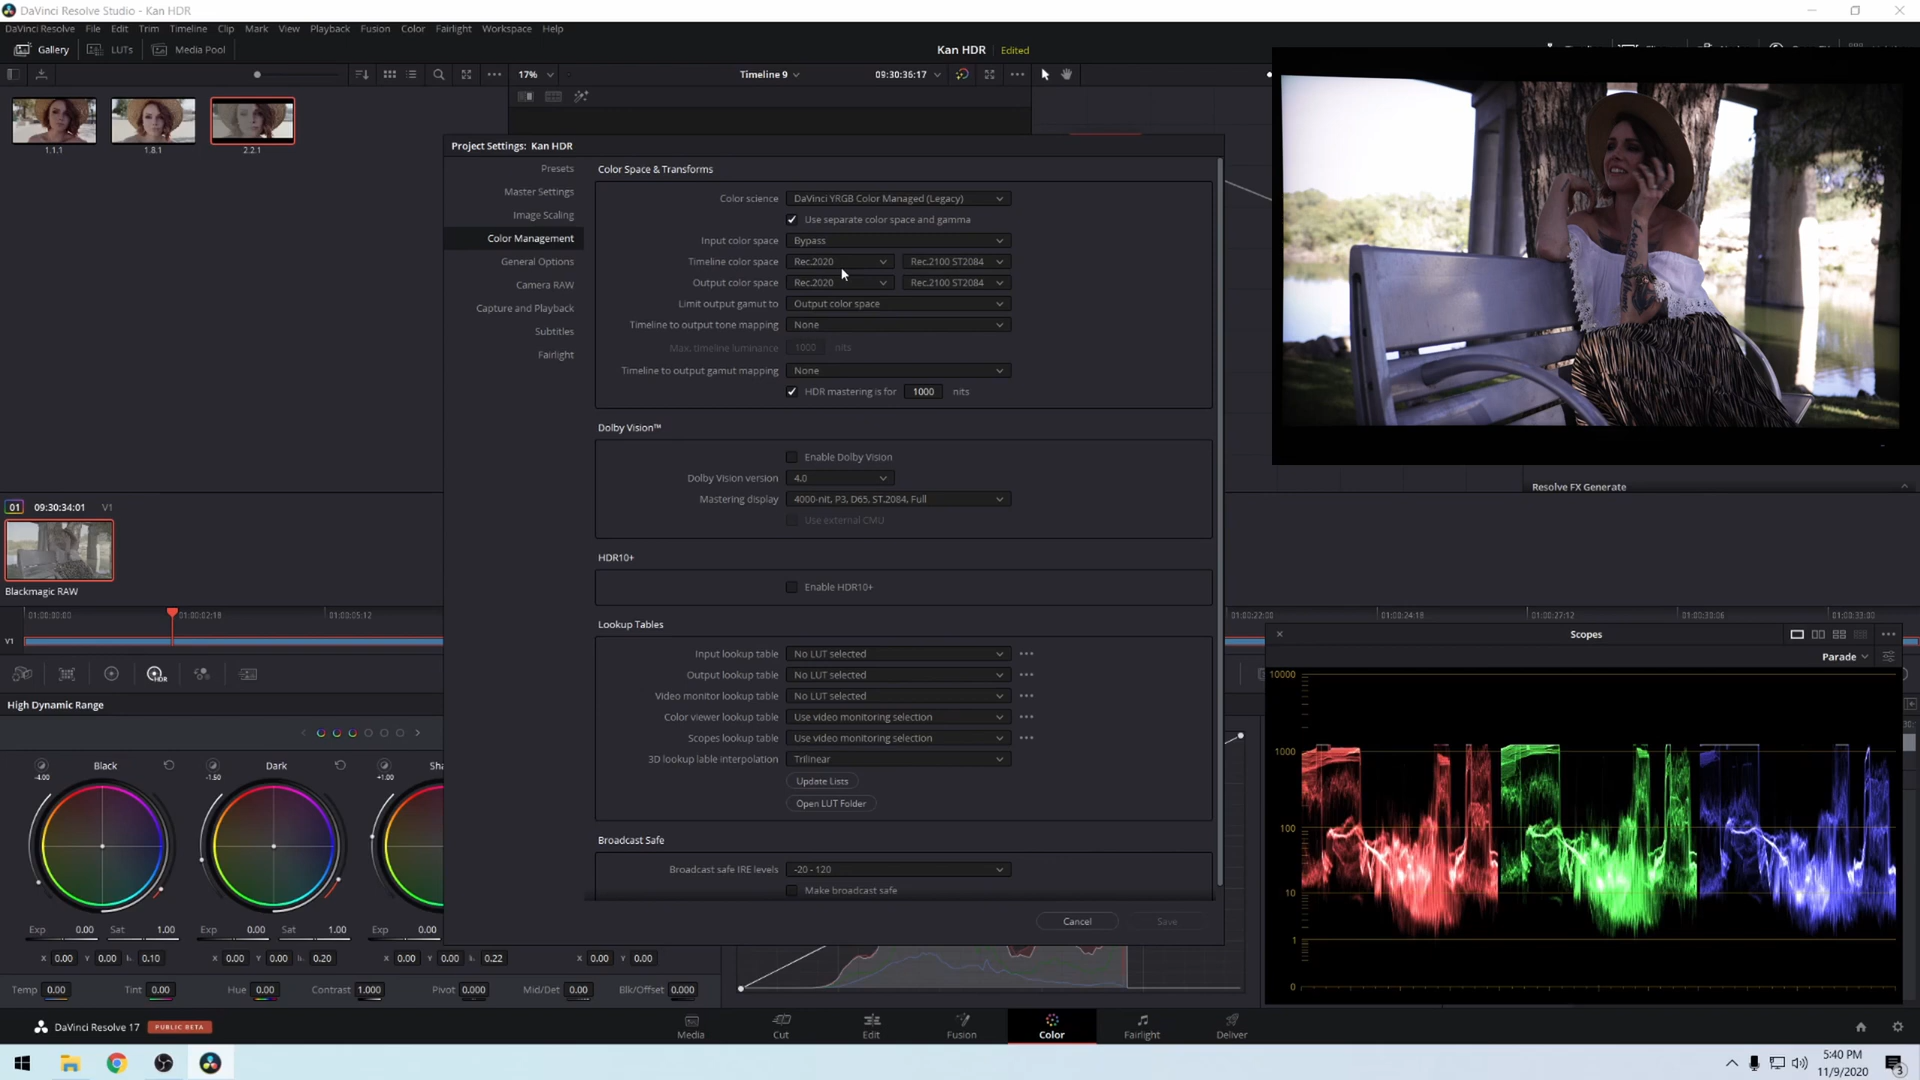 DaVinci Resolve Studio - Kan HDR
DaVinci Resolve File Edit Trim Timeline Clip Mark View Playback Fusion Color Fairlight Workspace Help
Gallery LUTs Media Pool
Kan HDR Edited
17% Timeline 9 09:30:36:17
1.1.1 1.8.1 2.2.1
Project Settings: Kan HDR
Presets
Master Settings
Image Scaling
Color Management
General Options
Camera RAW
Capture and Playback
Subtitles
Fairlight
Color Space & Transforms
Color science DaVinci YRGB Color Managed (Legacy)
Use separate color space and gamma
Input color space Bypass
Timeline color space Rec.2020 Rec.2100 ST2084
Output color space Rec.2020 Rec.2100 ST2084
Limit output gamut to Output color space
Timeline to output tone mapping None
Max. timeline luminance 1000 nits
Timeline to output gamut mapping None
HDR mastering is for 1000 nits
Dolby Vision™
Enable Dolby Vision
Dolby Vision version 4.0
Mastering display 4000-nit, P3, D65, ST.2084, Full
Use external CMU
HDR10+
Enable HDR10+
Lookup Tables
Input lookup table No LUT selected
Output lookup table No LUT selected
Video monitor lookup table No LUT selected
Color viewer lookup table Use video monitoring selection
Scopes lookup table Use video monitoring selection
3D lookup table interpolation Trilinear
Update Lists
Open LUT Folder
Broadcast Safe
Broadcast safe IRE levels -20 - 120
Make broadcast safe
Cancel Save
Resolve FX Generate
01 09:30:34:01 V1
Blackmagic RAW
01:00:00:00 01:00:02:18 01:00:05:12 01:00:22:00 01:00:24:18 01:00:27:12 01:00:30:06 01:00:33:00
V1
Scopes
Parade
10000
1000
100
10
1
0
HDR
High Dynamic Range
Black Dark Sha
-4.00 -1.50 +1.00
Exp 0.00 Sat 1.00 Exp 0.00 Sat 1.00 Exp 0.00
X 0.00 Y 0.00 0.10 X 0.00 Y 0.00 0.20 X 0.00 Y 0.00 0.22 X 0.00 Y 0.00
Temp 0.00 Tint 0.00 Hue 0.00 Contrast 1.000 Pivot 0.000 Mid/Det 0.00 Blk/Offset 0.000
DaVinci Resolve 17 PUBLIC BETA
Media Cut Edit Fusion Color Fairlight Deliver
5:40 PM
11/9/2020
3